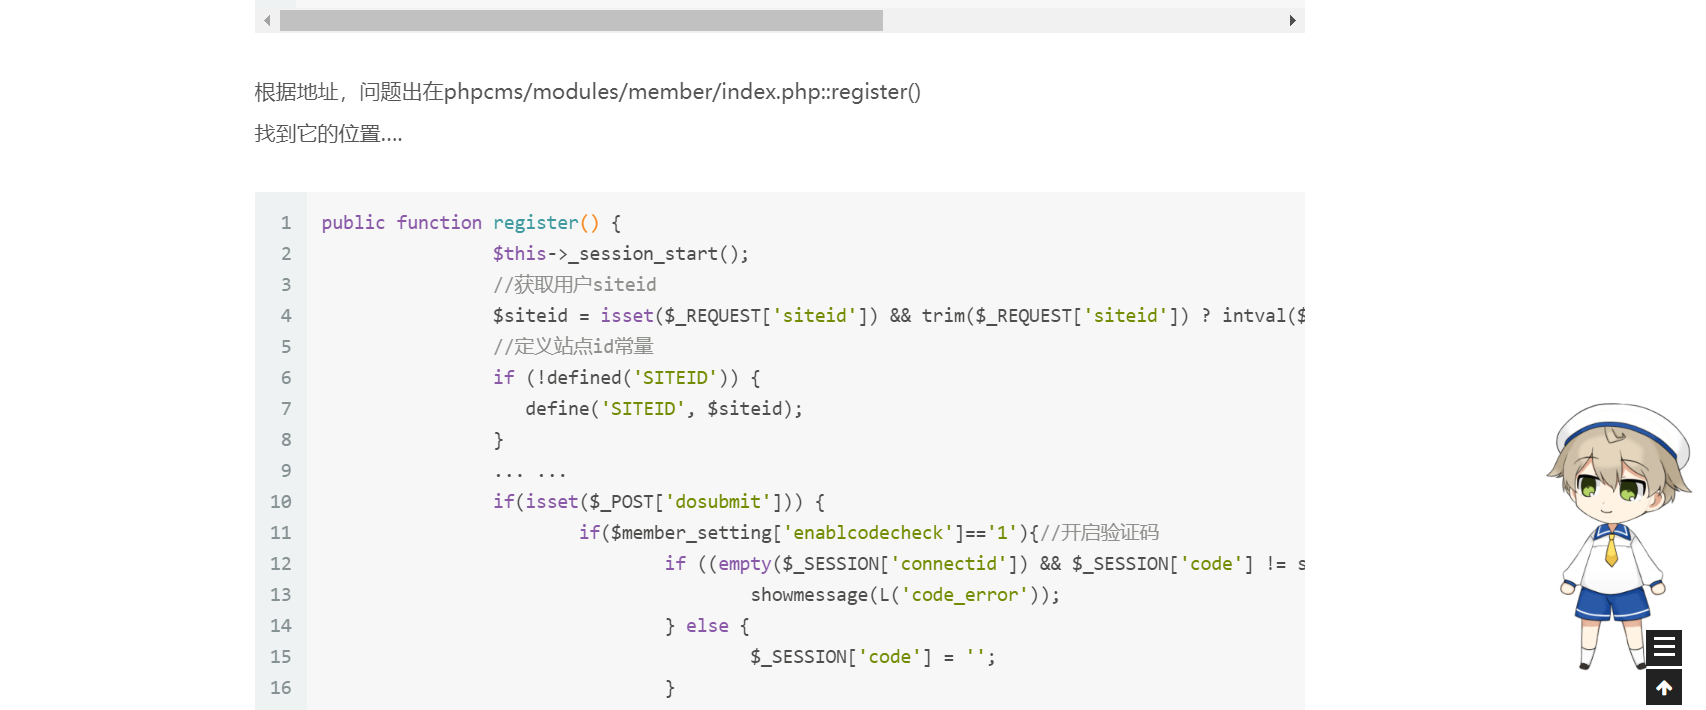 根据地址，问题出在phpcms/modules/member/index.php::register()
找到它的位置....
1 public function register() {
2 $this->_session_start();
3 //获取用户siteid
4 $siteid = isset($_REQUEST['siteid']) && trim($_REQUEST['siteid']) ? intval($
5 //定义站点id常量
6 if (!defined('SITEID')) {
7 define('SITEID', $siteid);
8 }
9 ... ...
10 if(isset($_POST['dosubmit'])) {
11 if($member_setting['enablcodecheck']=='1'){//开启验证码
12 if ((empty($_SESSION['connectid']) && $_SESSION['code'] != s
13 showmessage(L('code_error'));
14 } else {
15 $_SESSION['code'] = '';
16 }